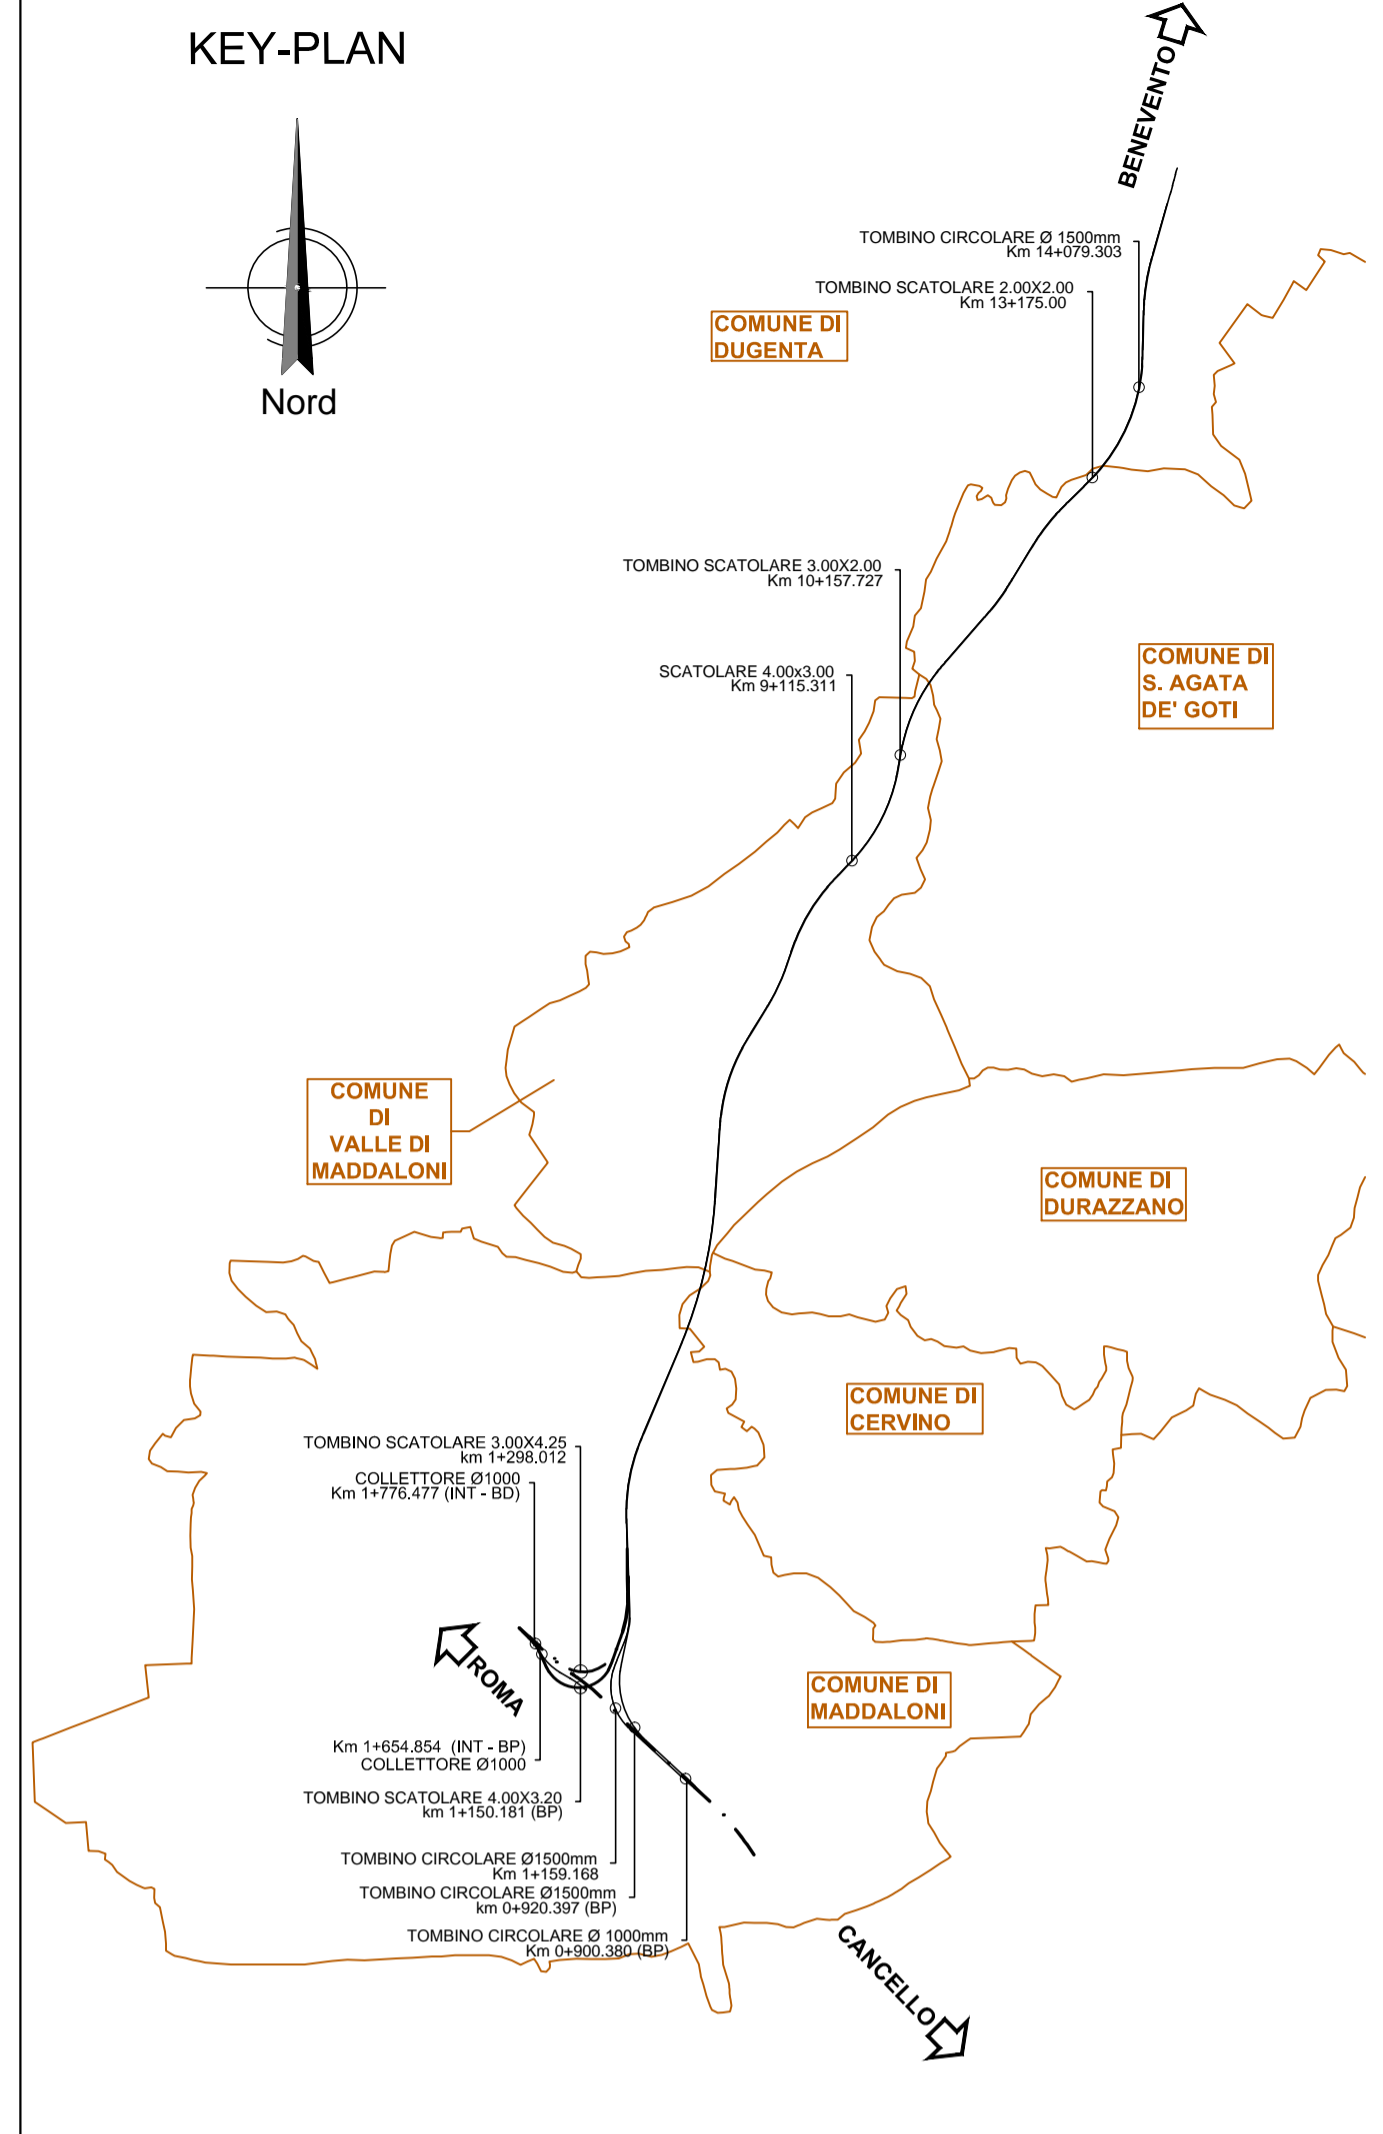 KEY-PLAN
BENEVENTO
Nord
TOMBINO CIRCOLARE Ø 1500mm
Km 14+079.303
TOMBINO SCATOLARE 2.00X2.00
Km 13+175.00
COMUNE DI
DUGENTA
TOMBINO SCATOLARE 3.00X2.00
Km 10+157.727
SCATOLARE 4.00x3.00
Km 9+115.311
COMUNE DI
S. AGATA
DE' GOTI
COMUNE
DI
VALLE DI
MADDALONI
COMUNE DI
DURAZZANO
COMUNE DI
CERVINO
TOMBINO SCATOLARE 3.00X4.25
km 1+298.012
COLLETTORE Ø1000
Km 1+776.477 (INT - BD)
ROMA
COMUNE DI
MADDALONI
Km 1+654.854 (INT - BP)
COLLETTORE Ø1000
TOMBINO SCATOLARE 4.00X3.20
km 1+150.181 (BP)
TOMBINO CIRCOLARE Ø1500mm
Km 1+159.168
TOMBINO CIRCOLARE Ø1500mm
km 0+920.397 (BP)
TOMBINO CIRCOLARE Ø 1000mm
Km 0+900.380 (BP)
CANCELLO